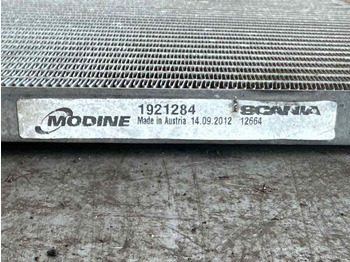 MODINE 1921284 SCANIA
Made in Austria 14.09.2012 12664